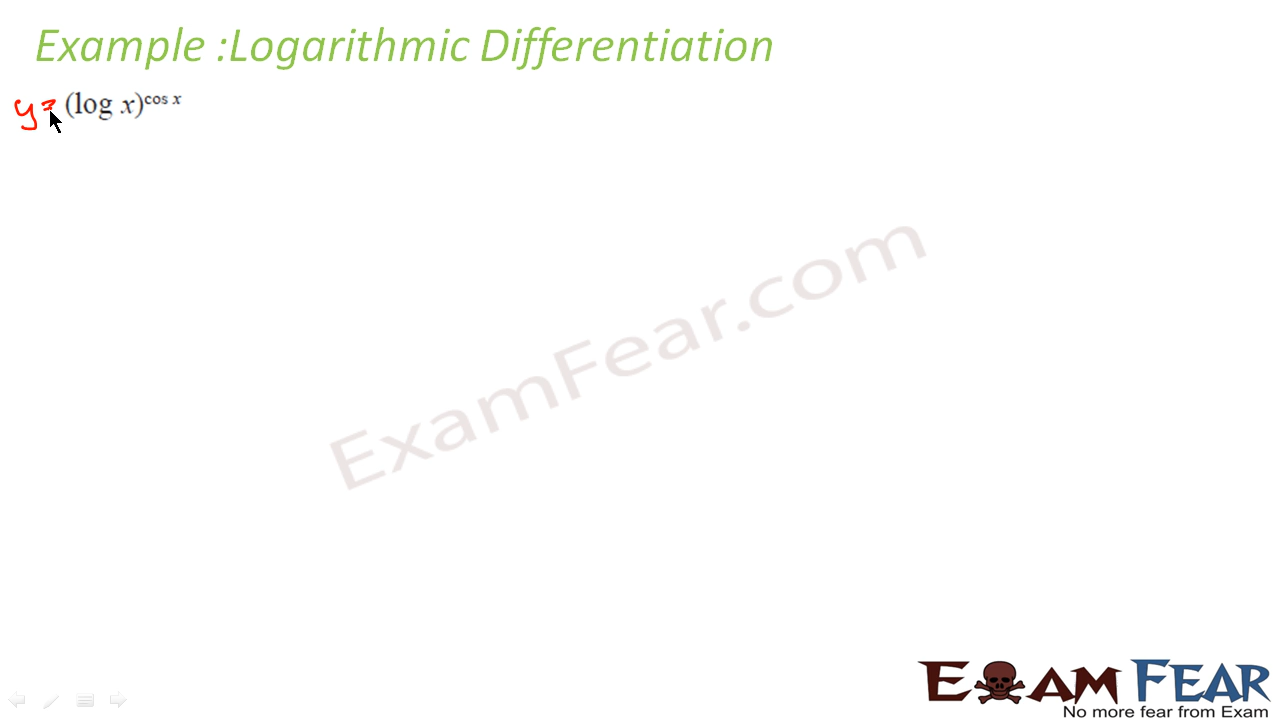 Example :Logarithmic Differentiation
y= (log x)^cos x
ExamFear.com
EXAM FEAR
No more fear from Exam